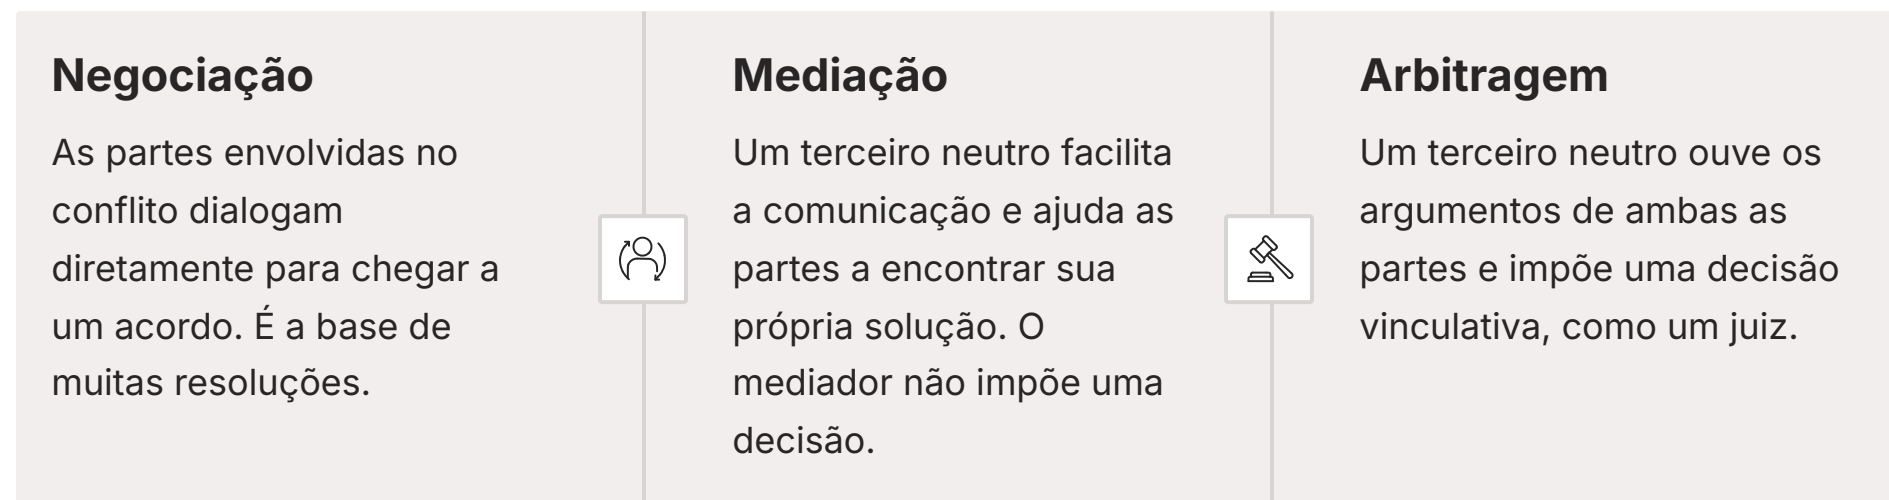 Negociação
As partes envolvidas no
conflito dialogam
diretamente para chegar a
um acordo. É a base de
muitas resoluções.
Mediação
Um terceiro neutro facilita
a comunicação e ajuda as
partes a encontrar sua
própria solução. O
mediador não impõe uma
decisão.
Arbitragem
Um terceiro neutro ouve os
argumentos de ambas as
partes e impõe uma decisão
vinculativa, como um juiz.